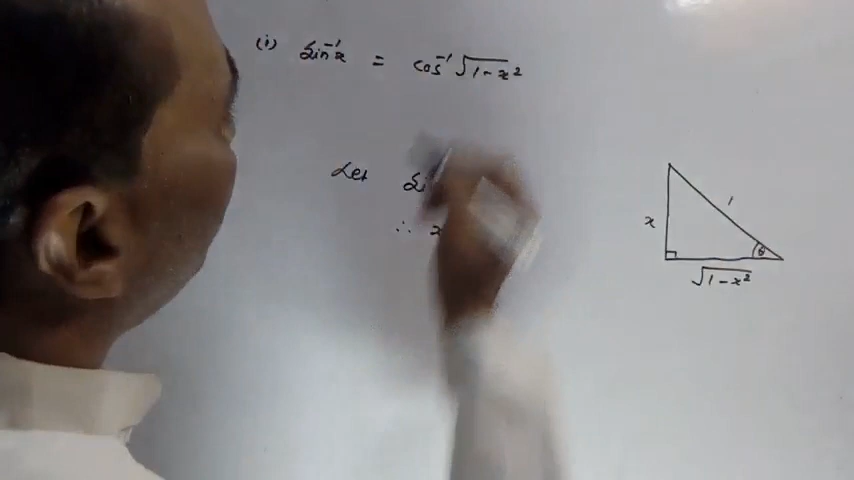 (i) Sin⁻¹x = cos⁻¹√1-x²
Let
∴ x
x
1
θ
√1-x²